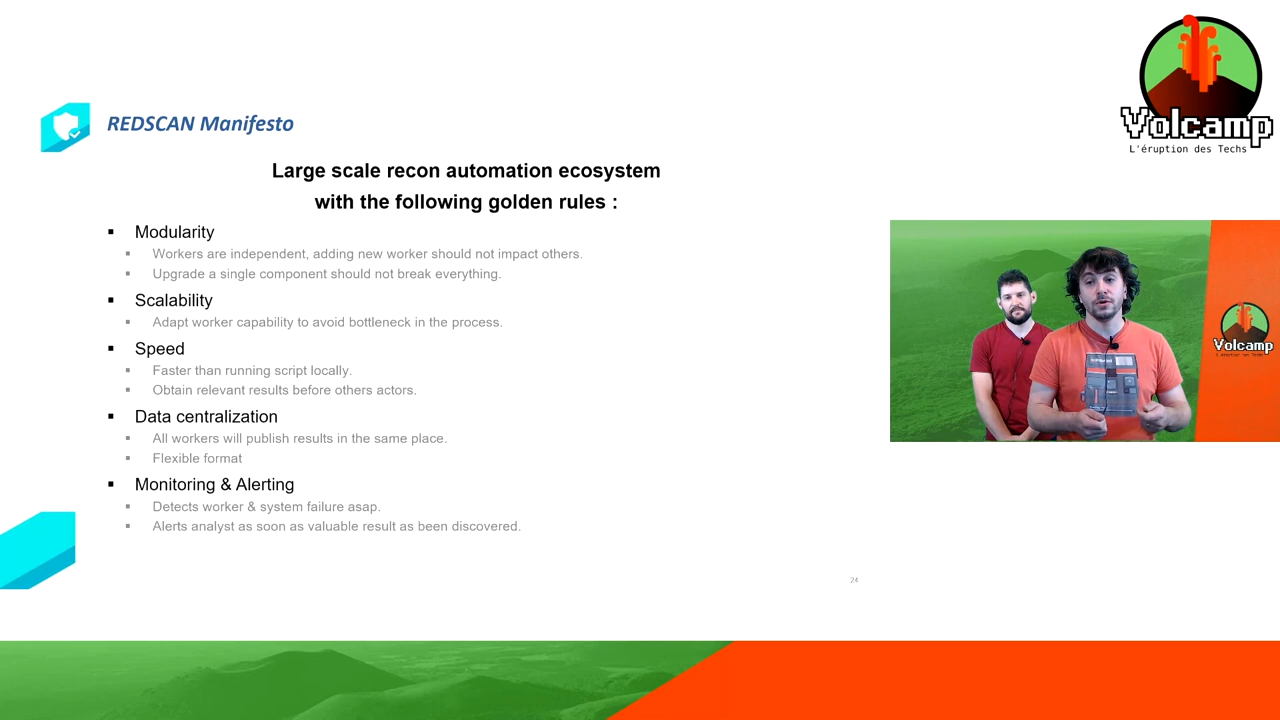 REDSCAN Manifesto
Large scale recon automation ecosystem
with the following golden rules :
Modularity
Workers are independent, adding new worker should not impact others.
Upgrade a single component should not break everything.
Scalability
Adapt worker capability to avoid bottleneck in the process.
Speed
Faster than running script locally.
Obtain relevant results before others actors.
Data centralization
All workers will publish results in the same place.
Flexible format
Monitoring & Alerting
Detects worker & system failure asap.
Alerts analyst as soon as valuable result as been discovered.
24
Volcamp
L'éruption des Techs
Volcamp